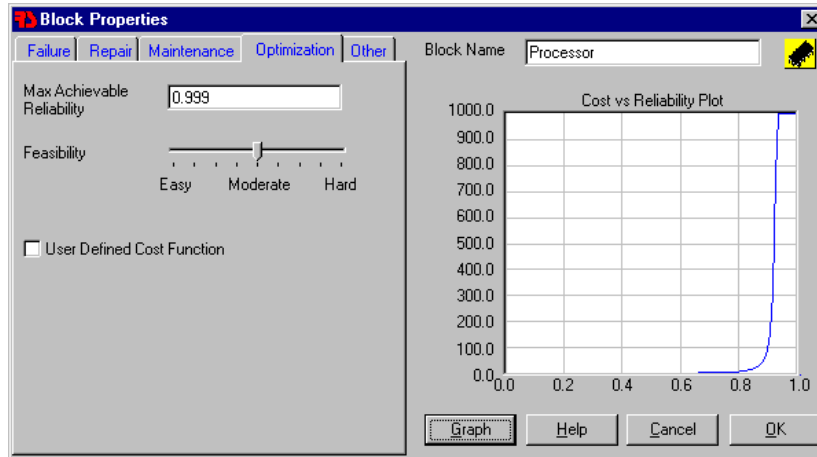 Block Properties
Failure Repair Maintenance Optimization Other
Max Achievable
Reliability
0.999
Feasibility
Easy Moderate Hard
User Defined Cost Function
Block Name
Processor
Cost vs Reliability Plot
1000.0
900.0
800.0
700.0
600.0
500.0
400.0
300.0
200.0
100.0
0.0
0.0 0.2 0.4 0.6 0.8 1.0
Graph Help Cancel OK